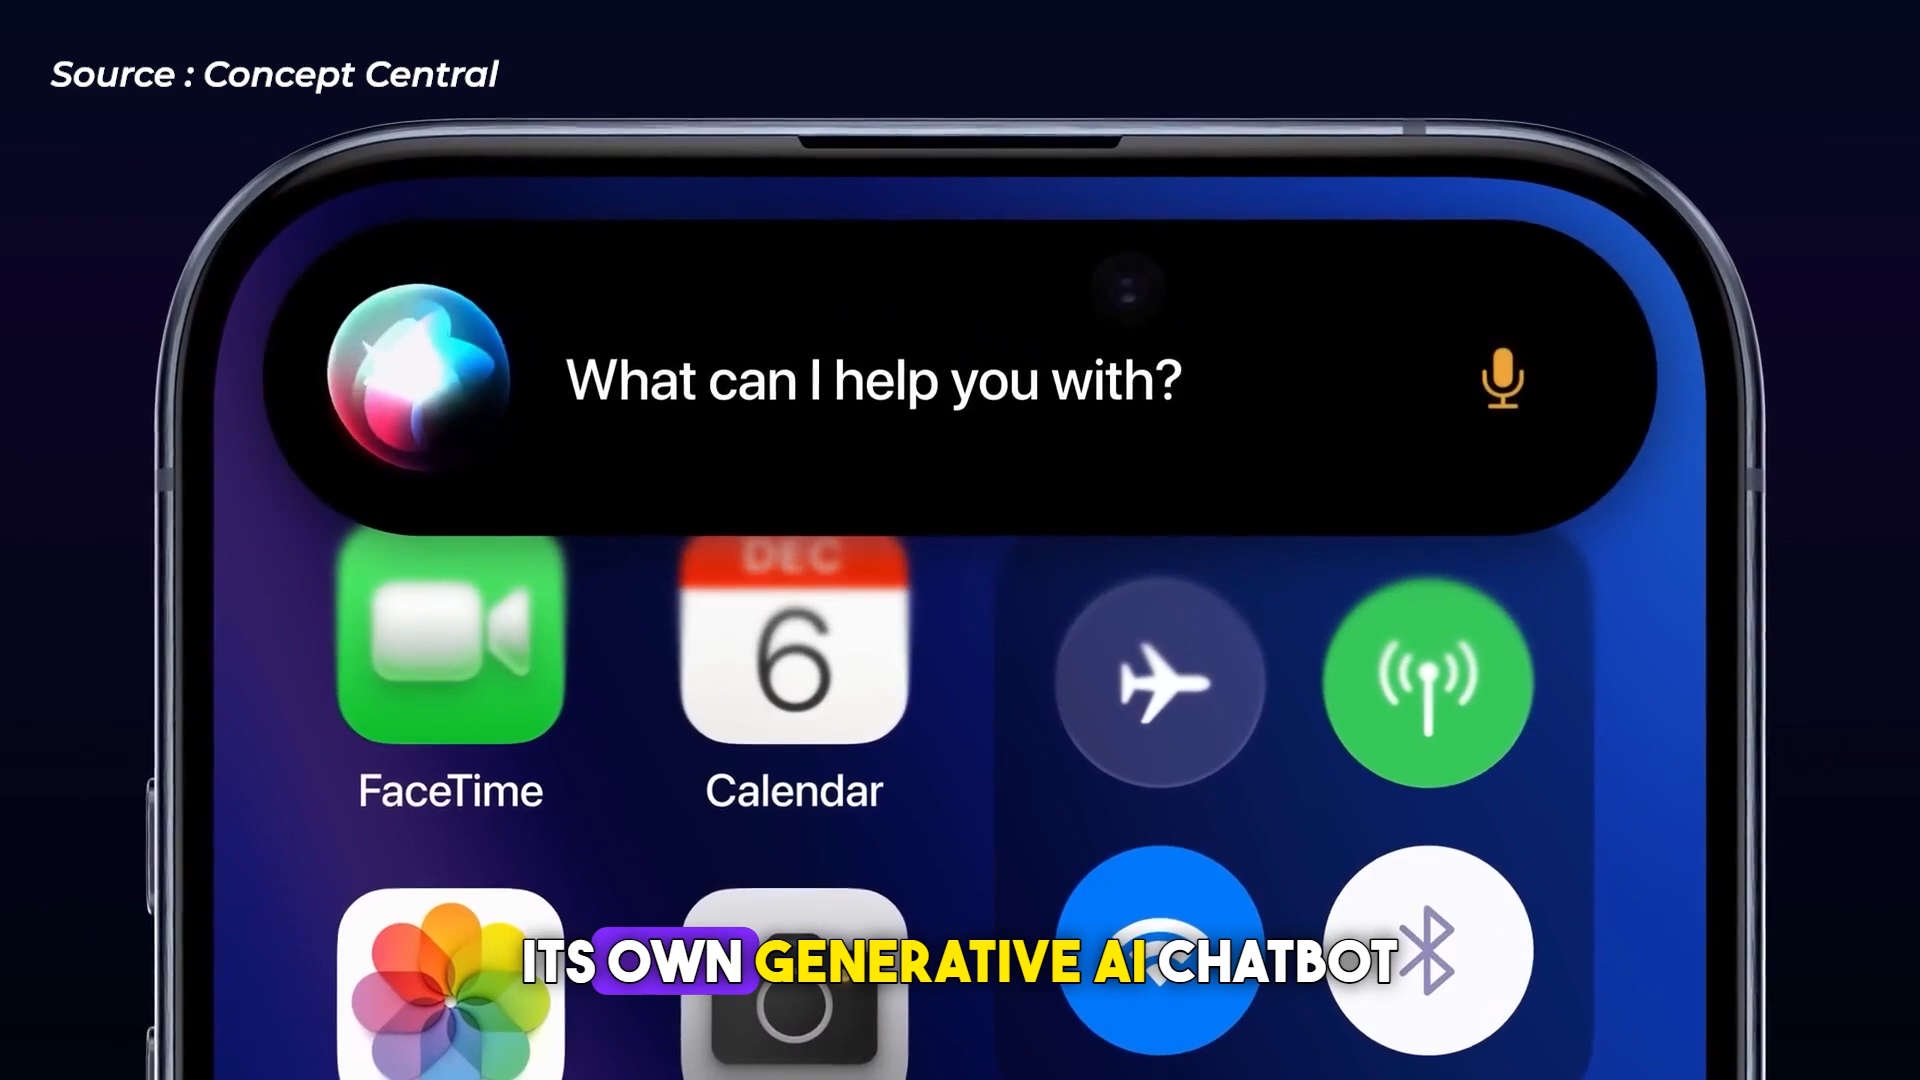 Source : Concept Central
What can I help you with?
DEC
6
FaceTime
Calendar
ITS OWN GENERATIVE AI CHATBOT